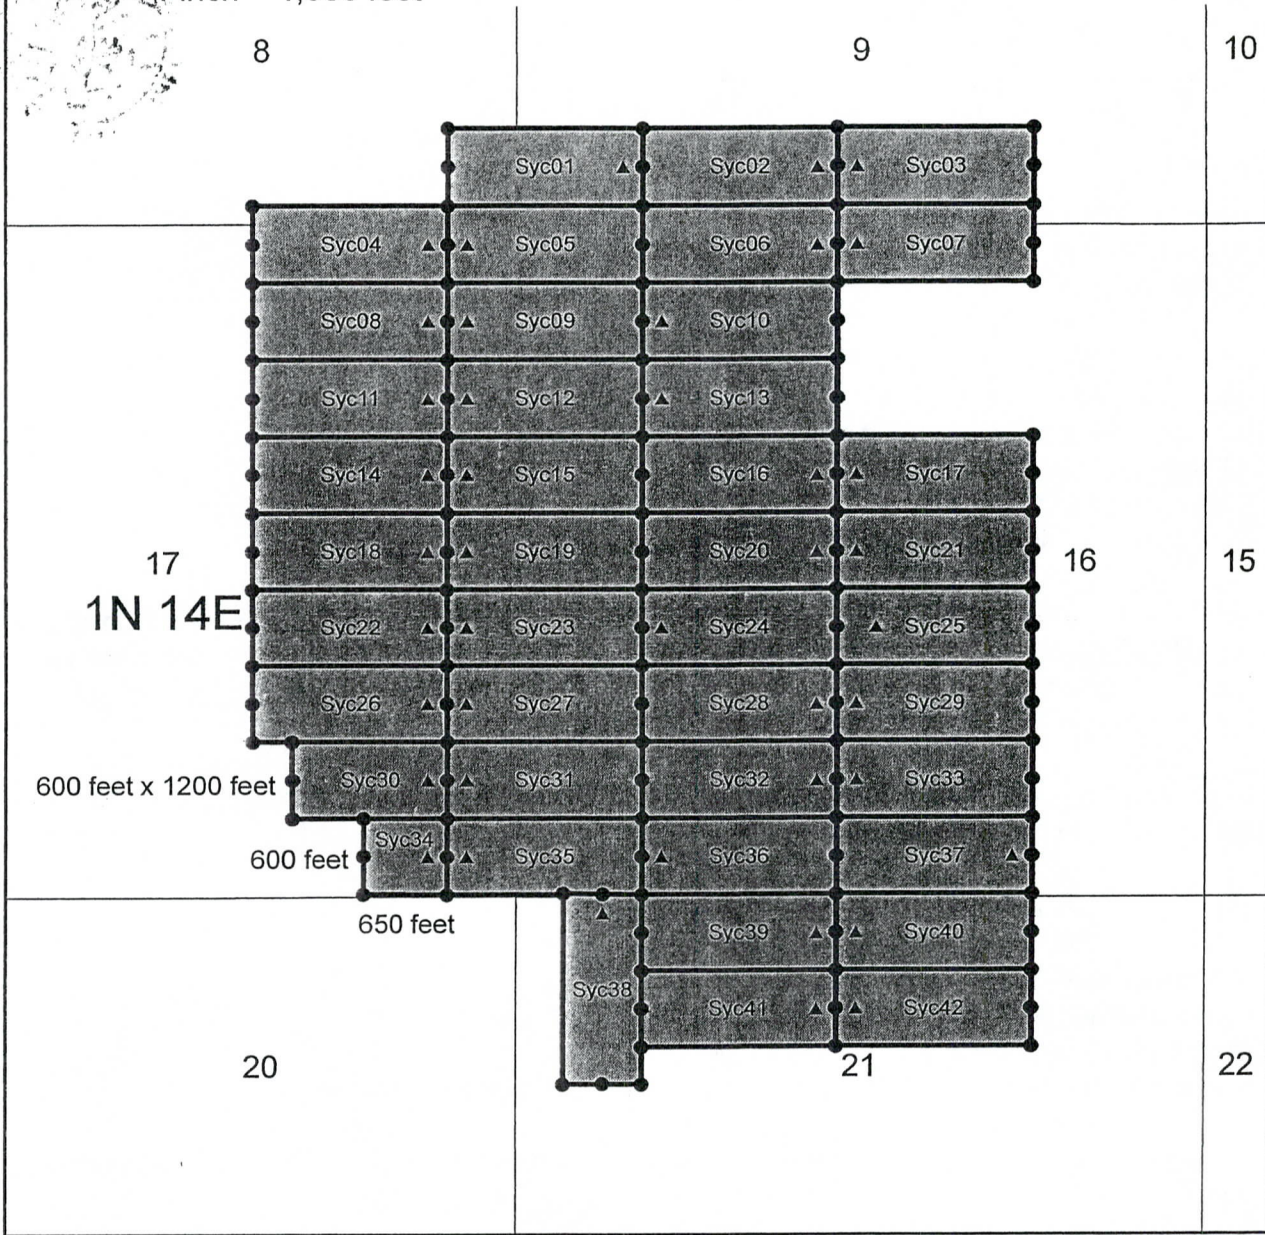 8 9 10
Syc01 Syc02 Syc03
Syc04 Syc05 Syc06 Syc07
Syc08 Syc09 Syc10
Syc11 Syc12 Syc13
Syc14 Syc15 Syc16 Syc17
Syc18 Syc19 Syc20 Syc21
17 16 15
1N 14E
Syc22 Syc23 Syc24 Syc25
Syc26 Syc27 Syc28 Syc29
600 feet x 1200 feet
Syc30 Syc31 Syc32 Syc33
600 feet
Syc34 Syc35 Syc36 Syc37
650 feet
Syc39 Syc40
Syc38
Syc41 Syc42
20 21 22